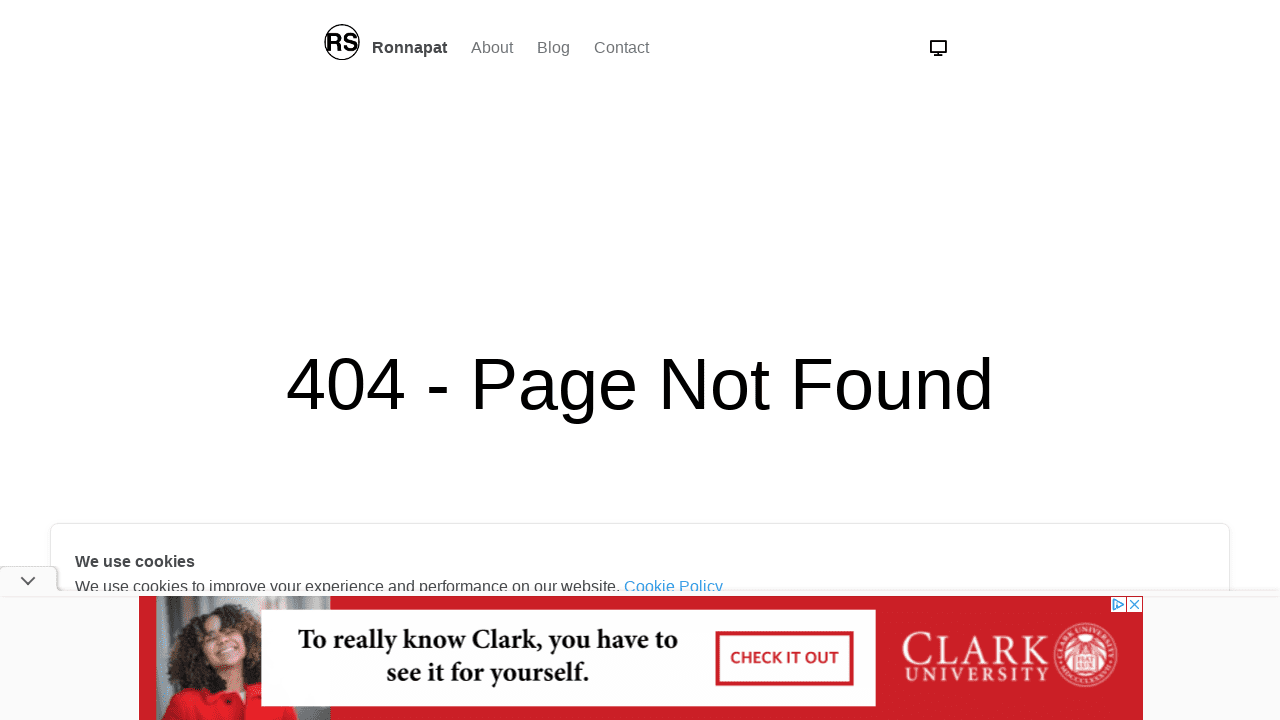 RS
Ronnapat About Blog Contact
404 - Page Not Found
We use cookies
We use cookies to improve your experience and performance on our website. Cookie Policy
To really know Clark, you have to
see it for yourself.
CHECK IT OUT
CLARK
UNIVERSITY